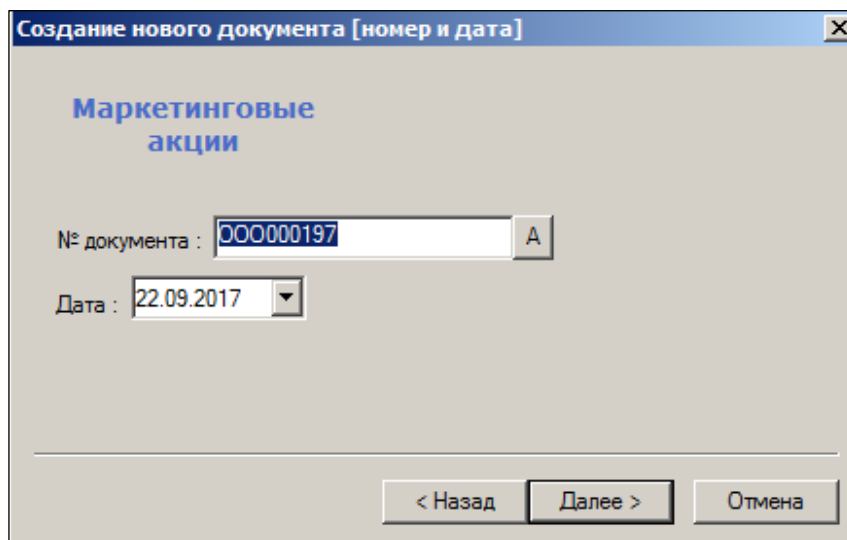 Создание нового документа [номер и дата]
Маркетинговые
акции
№ документа : ООО000197 А
Дата : 22.09.2017
< Назад Далее > Отмена